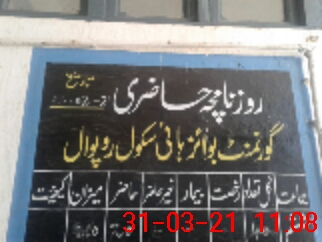 روزنامچہ حاضری
تاریخ
گورنمنٹ بوائز ہائی سکول روپوال
جماعت کل تعداد رخصت بیمار غیر حاضر حاضر میزان کیفیت
31-03-21 11:08